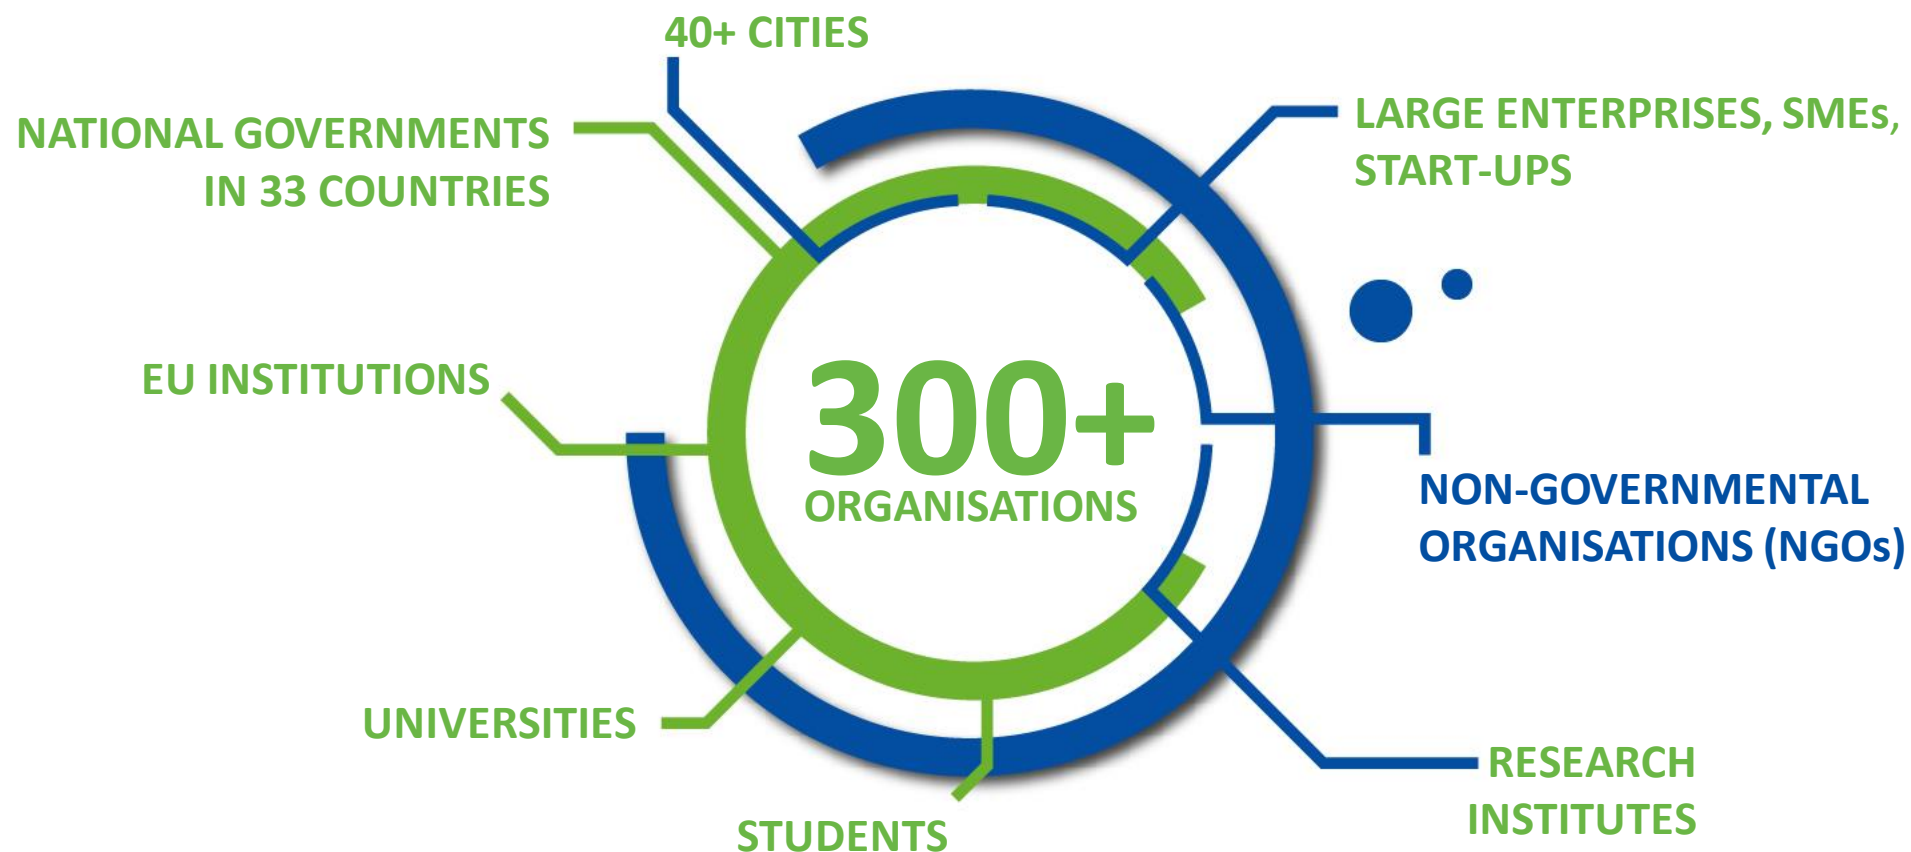 40+ CITIES
NATIONAL GOVERNMENTS
IN 33 COUNTRIES
LARGE ENTERPRISES, SMEs,
START-UPS
EU INSTITUTIONS
300+
ORGANISATIONS
NON-GOVERNMENTAL
ORGANISATIONS (NGOs)
UNIVERSITIES
STUDENTS
RESEARCH
INSTITUTES